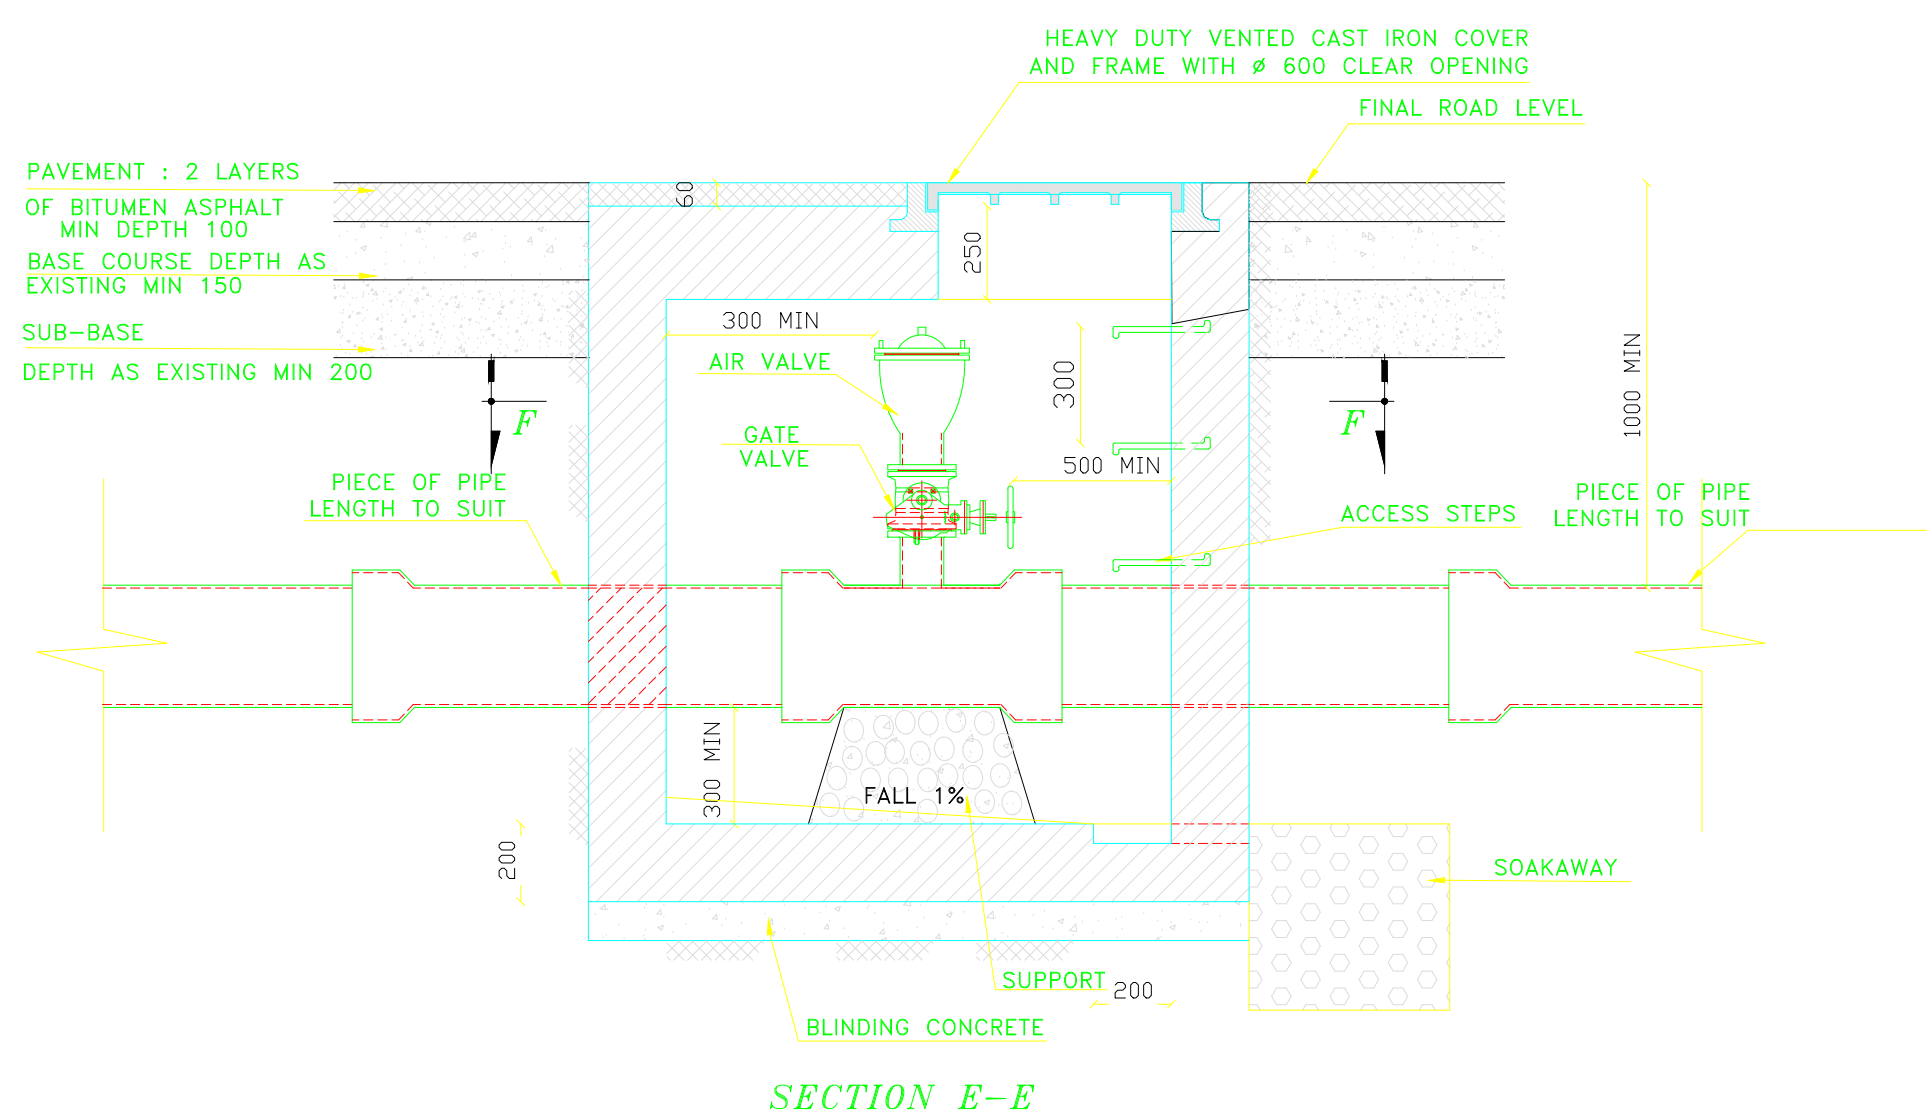 HEAVY DUTY VENTED CAST IRON COVER
AND FRAME WITH ø 600 CLEAR OPENING
FINAL ROAD LEVEL
PAVEMENT : 2 LAYERS
OF BITUMEN ASPHALT
MIN DEPTH 100
BASE COURSE DEPTH AS
EXISTING MIN 150
SUB-BASE
DEPTH AS EXISTING MIN 200
60
250
300 MIN
AIR VALVE
300
1000 MIN
F
F
GATE
VALVE
500 MIN
PIECE OF PIPE
LENGTH TO SUIT
ACCESS STEPS
PIECE OF PIPE
LENGTH TO SUIT
300 MIN
FALL 1%
200
SOAKAWAY
SUPPORT
200
BLINDING CONCRETE
SECTION E-E